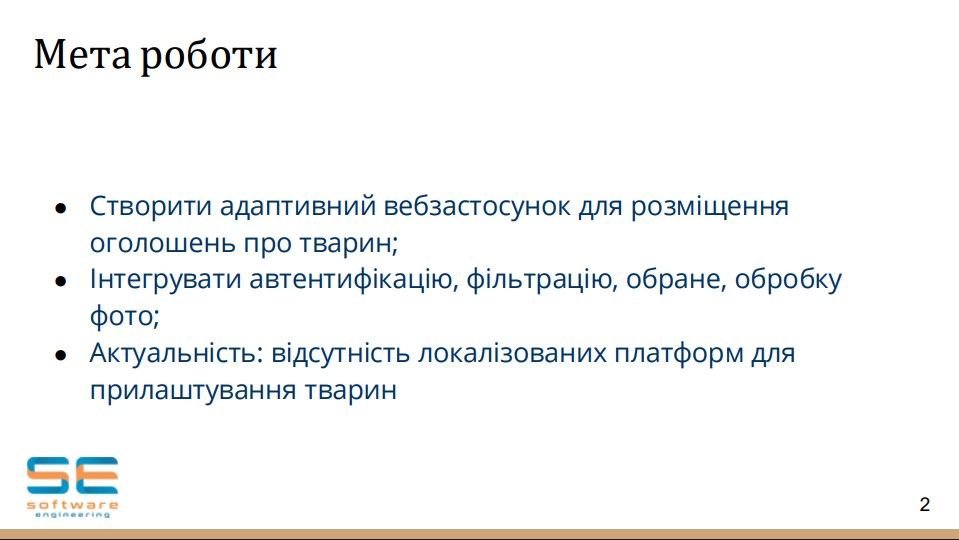 Мета роботи
● Створити адаптивний вебзастосунок для розміщення
оголошень про тварин;
● Інтегрувати автентифікацію, фільтрацію, обране, обробку
фото;
● Актуальність: відсутність локалізованих платформ для
прилаштування тварин
SE
software
engineering
2